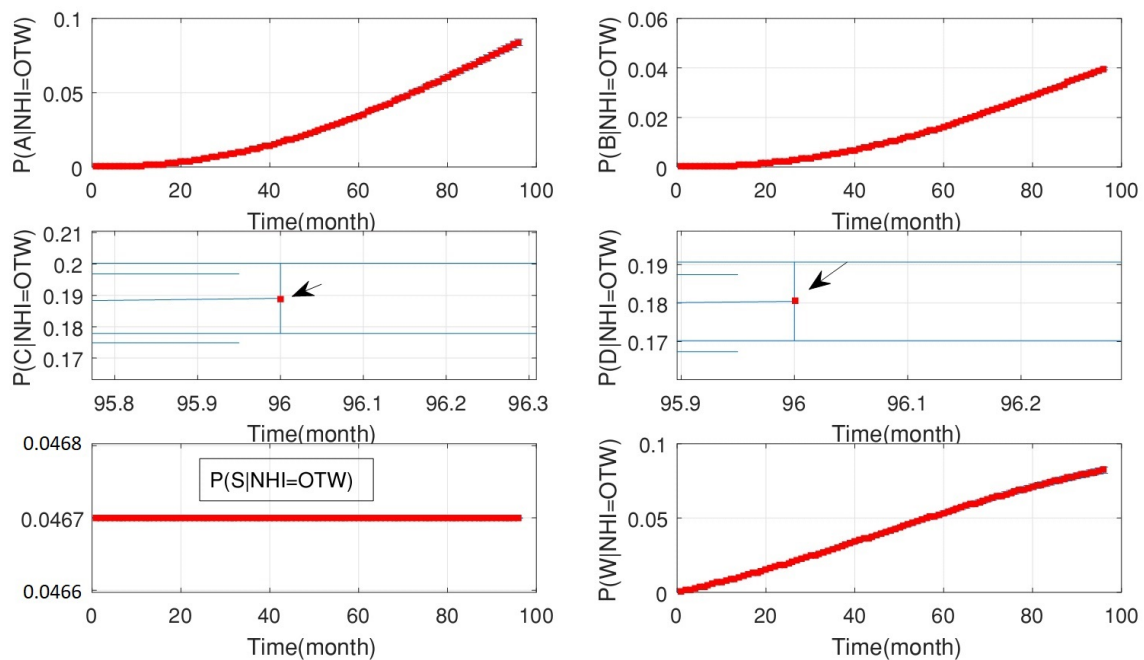 P(A|NHI=OTW)
0.1
0.05
0
0 20 40 60 80 100
Time(month)
P(B|NHI=OTW)
0.06
0.04
0.02
0
0 20 40 60 80 100
Time(month)
P(C|NHI=OTW)
0.21
0.2
0.19
0.18
0.17
95.8 95.9 96 96.1 96.2 96.3
Time(month)
P(D|NHI=OTW)
0.19
0.18
0.17
95.9 96 96.1 96.2
Time(month)
0.0468
0.0467
0.0466
P(S|NHI=OTW)
0 20 40 60 80 100
Time(month)
P(W|NHI=OTW)
0.1
0.05
0
0 20 40 60 80 100
Time(month)